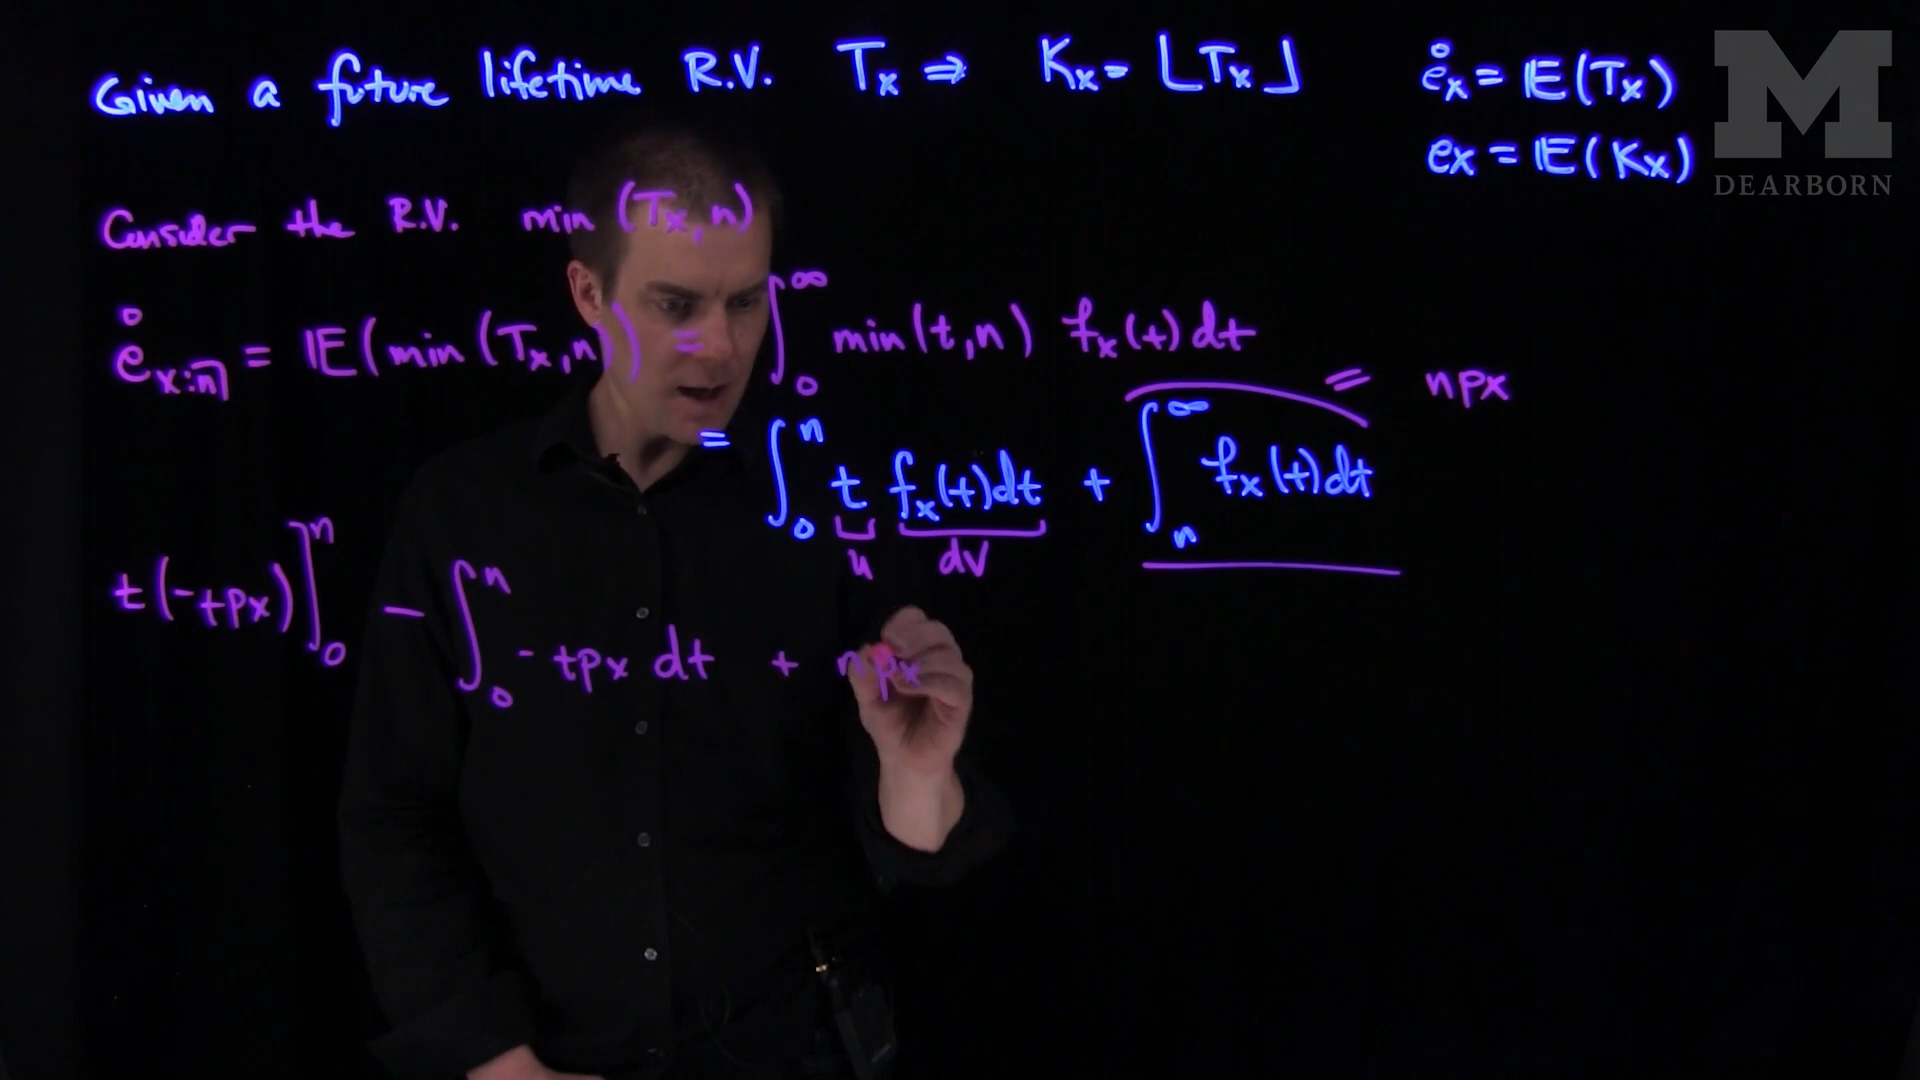 Given a future lifetime R.V. Tx ⇒ Kx = ⌊Tx⌋
e̊x = 𝔼(Tx)
ex = 𝔼(Kx)
M
DEARBORN
Consider the R.V. min (Tx, n)
e̊x:n̅| = 𝔼(min (Tx, n)) = ∫₀^∞ min(t, n) fx(t) dt
= ∫₀ⁿ t fx(t)dt + ∫ₙ^∞ fx(t)dt = npx
u dv
t(-tpx)]₀ⁿ - ∫₀ⁿ - tpx dt + npx